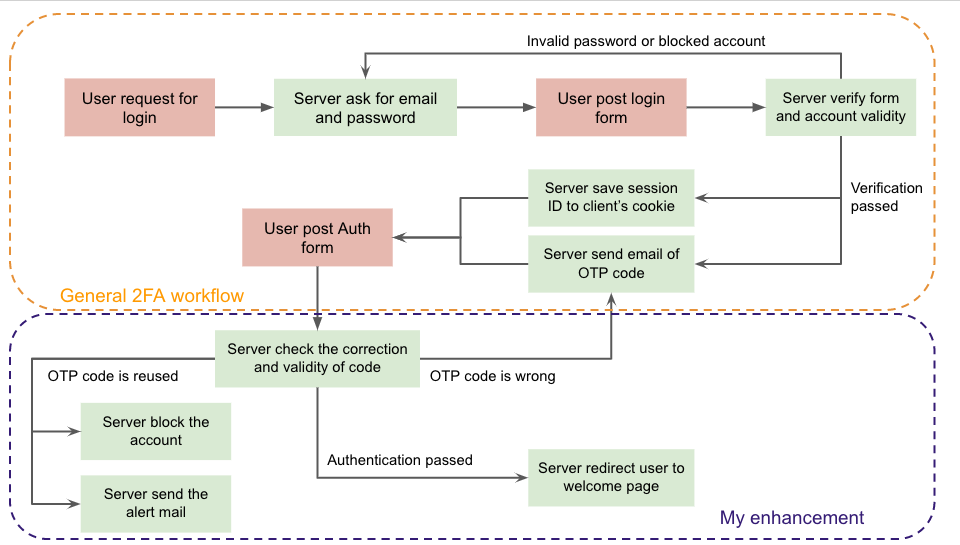 Invalid password or blocked account
User request for
login
Server ask for email
and password
User post login
form
Server verify form
and account validity
Server save session
ID to client's cookie
Verification
passed
User post Auth
form
Server send email of
OTP code
General 2FA workflow
Server check the correction
and validity of code
OTP code is reused
OTP code is wrong
Server block the
account
Authentication passed
Server redirect user to
welcome page
Server send the
alert mail
My enhancement